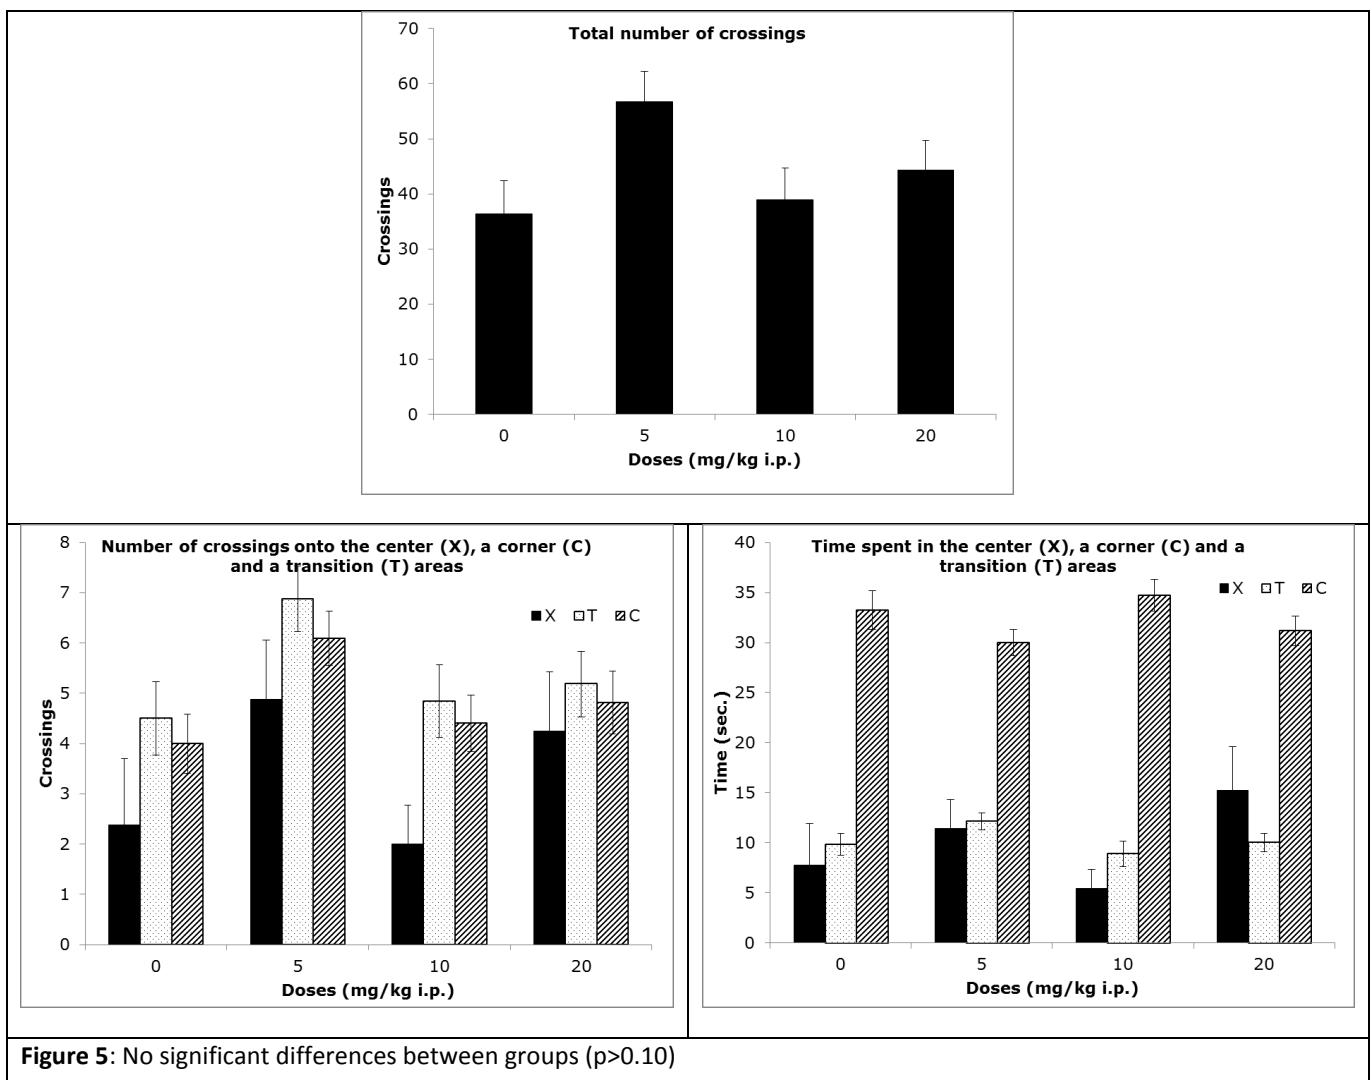 Total number of crossings
70
60
50
40
30
20
10
0
Crossings
0 5 10 20
Doses (mg/kg i.p.)
Number of crossings onto the center (X), a corner (C)
and a transition (T) areas
8
7
6
5
4
3
2
1
0
Crossings
X T C
0 5 10 20
Doses (mg/kg i.p.)
Time spent in the center (X), a corner (C) and a
transition (T) areas
40
35
30
25
20
15
10
5
0
Time (sec.)
X T C
0 5 10 20
Doses (mg/kg i.p.)
Figure 5: No significant differences between groups (p>0.10)